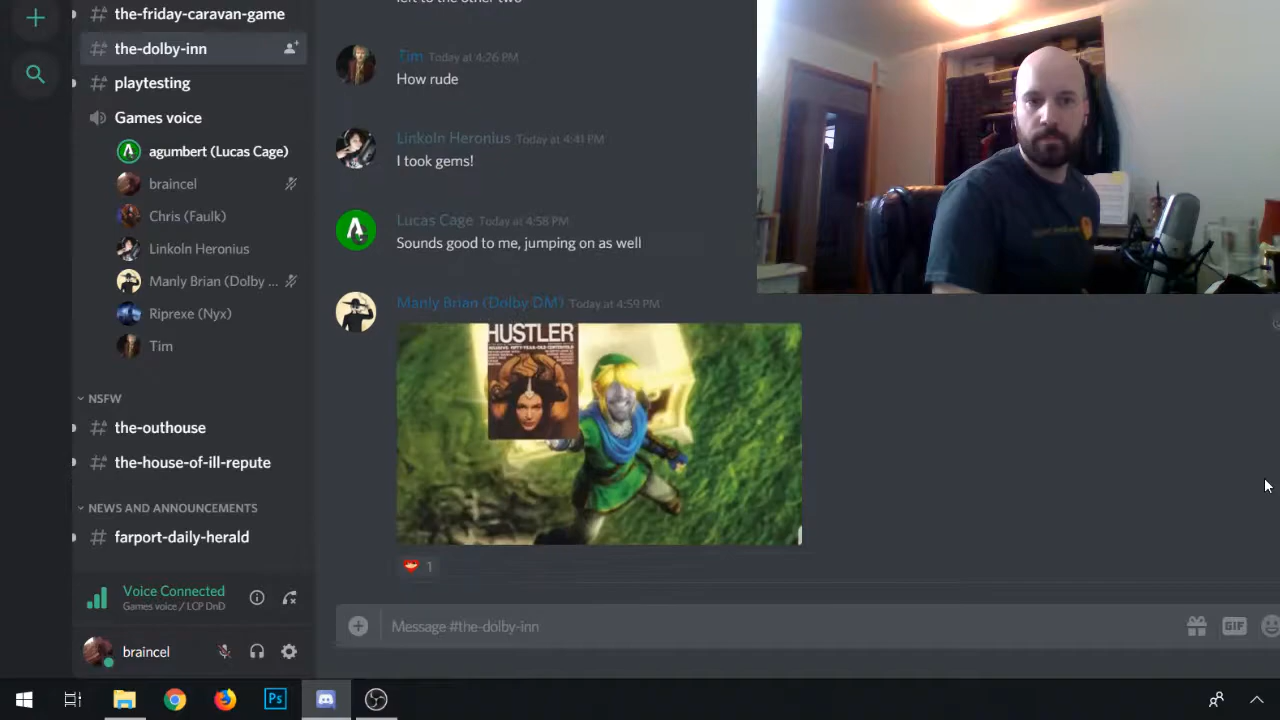 the-friday-caravan-game
the-dolby-inn
playtesting
Games voice
agumbert (Lucas Cage)
braincel
Chris (Faulk)
Linkoln Heronius
Manly Brian (Dolby ...
Riprexe (Nyx)
Tim
NSFW
the-outhouse
the-house-of-ill-repute
NEWS AND ANNOUNCEMENTS
farport-daily-herald
Voice Connected
Games voice / LCP DnD
braincel
Tim Today at 4:26 PM
How rude
Linkoln Heronius Today at 4:41 PM
I took gems!
Lucas Cage Today at 4:58 PM
Sounds good to me, jumping on as well
Manly Brian (Dolby DM) Today at 4:59 PM
HUSTLER
1
Message #the-dolby-inn
GIF
Ps